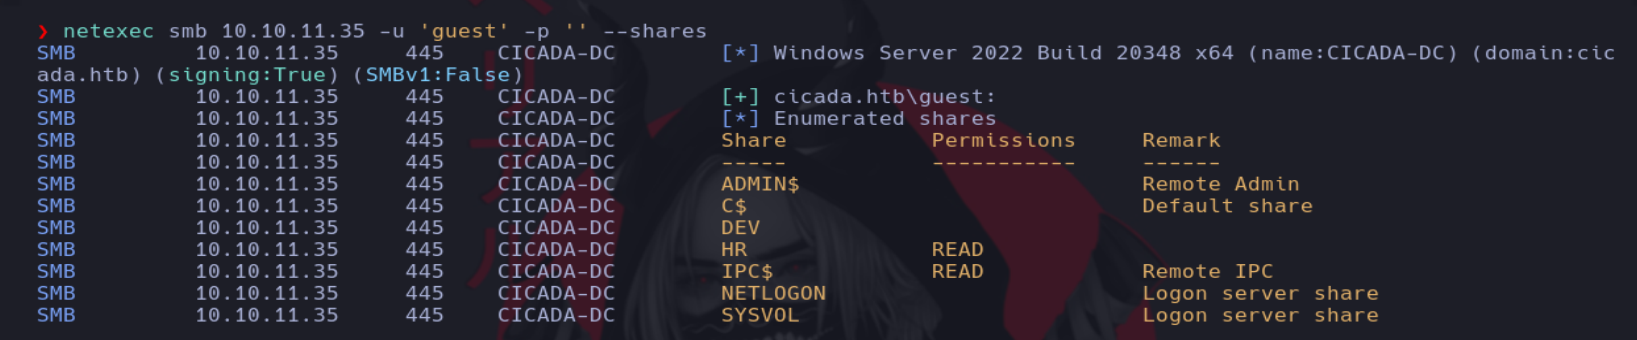 ❯ netexec smb 10.10.11.35 -u 'guest' -p '' --shares
SMB 10.10.11.35 445 CICADA-DC [*] Windows Server 2022 Build 20348 x64 (name:CICADA-DC) (domain:cic
ada.htb) (signing:True) (SMBv1:False)
SMB 10.10.11.35 445 CICADA-DC [+] cicada.htb\guest:
SMB 10.10.11.35 445 CICADA-DC [*] Enumerated shares
SMB 10.10.11.35 445 CICADA-DC Share Permissions Remark
SMB 10.10.11.35 445 CICADA-DC ----- ----------- ------
SMB 10.10.11.35 445 CICADA-DC ADMIN$ Remote Admin
SMB 10.10.11.35 445 CICADA-DC C$ Default share
SMB 10.10.11.35 445 CICADA-DC DEV
SMB 10.10.11.35 445 CICADA-DC HR READ
SMB 10.10.11.35 445 CICADA-DC IPC$ READ Remote IPC
SMB 10.10.11.35 445 CICADA-DC NETLOGON Logon server share
SMB 10.10.11.35 445 CICADA-DC SYSVOL Logon server share